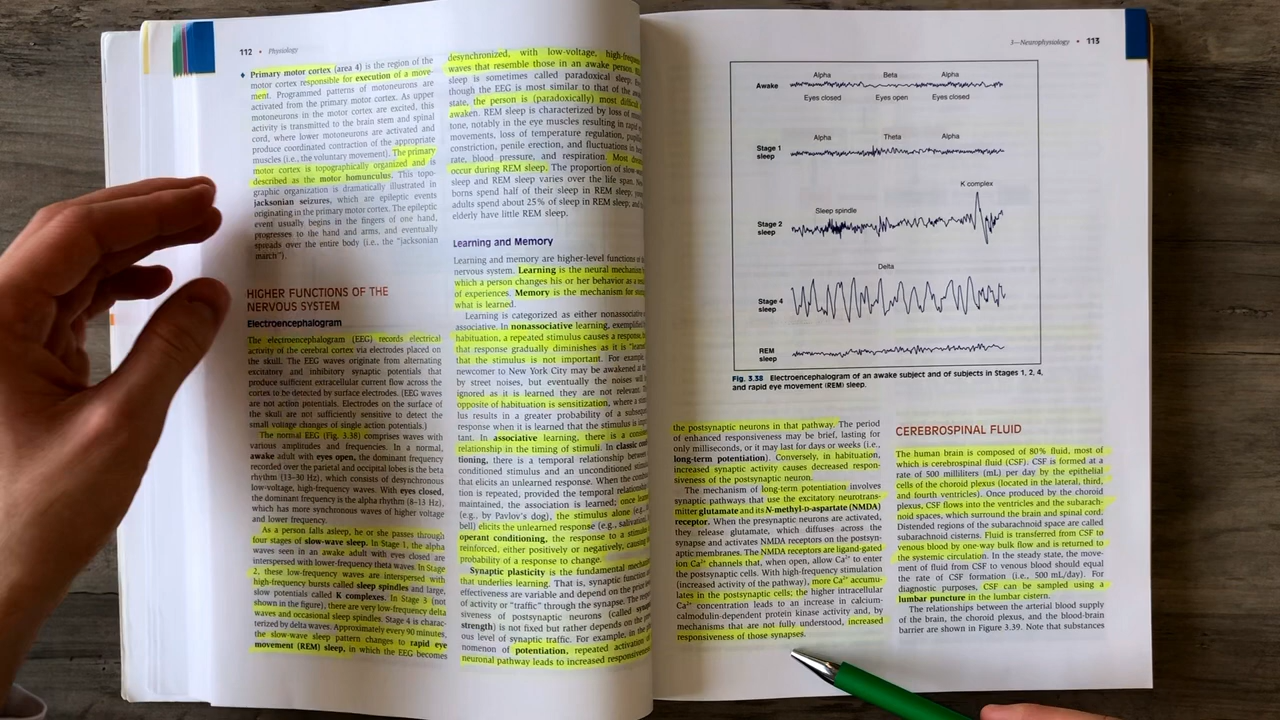 112 • Physiology
♦ Primary motor cortex (area 4) is the region of the
motor cortex responsible for execution of a move
ment. Programmed patterns of motoneurons are
activated from the primary motor cortex. As upper
motoneurons in the motor cortex are excited, this
activity is transmitted to the brain stem and spinal
cord, where lower motoneurons are activated and
produce coordinated contraction of the appropriate
muscles (i.e., the voluntary movement). The primary
motor cortex is topographically organized and is
described as the motor homunculus. This topo-
graphic organization is dramatically illustrated in
jacksonian seizures, which are epileptic events
originating in the primary motor cortex. The epileptic
event usually begins in the fingers of one hand,
progresses to the hand and arms, and eventually
spreads over the entire body (i.e., the "jacksonian
march").
HIGHER FUNCTIONS OF THE
NERVOUS SYSTEM
Electroencephalogram
The electroencephalogram (EEG) records electrical
activity of the cerebral cortex via electrodes placed on
the skull. The EEG waves originate from alternating
excitatory and inhibitory synaptic potentials that
produce sufficient extracellular current flow across the
cortex to be detected by surface electrodes. (EEG waves
are not action potentials. Electrodes on the surface of
the skull are not sufficiently sensitive to detect the
small voltage changes of single action potentials.)
The normal EEG (Fig. 3.38) comprises waves with
various amplitudes and frequencies. In a normal,
awake adult with eyes open, the dominant frequency
recorded over the parietal and occipital lobes is the beta
rhythm (13–30 Hz), which consists of desynchronous
low-voltage, high-frequency waves. With eyes closed,
the dominant frequency is the alpha rhythm (8–13 Hz),
which has more synchronous waves of higher voltage
and lower frequency.
As a person falls asleep, he or she passes through
four stages of slow-wave sleep. In Stage 1, the alpha
waves seen in an awake adult with eyes closed are
interspersed with lower-frequency theta waves. In Stage
2, these low-frequency waves are interspersed with
high-frequency bursts called sleep spindles and large,
slow potentials called K complexes. In Stage 3 (not
shown in the figure), there are very low-frequency delta
waves and occasional sleep spindles. Stage 4 is charac-
terized by delta waves. Approximately every 90 minutes,
the slow-wave sleep pattern changes to rapid eye
movement (REM) sleep, in which the EEG becomes
desynchronized, with low-voltage, high-freque
waves that resemble those in an awake person.
sleep is sometimes called paradoxical sleep.
though the EEG is most similar to that of the
state, the person is (paradoxically) most difficul
awaken. REM sleep is characterized by loss of mu
tone, notably in the eye muscles resulting in rapid
movements, loss of temperature regulation, pupil
constriction, penile erection, and fluctuations in he
rate, blood pressure, and respiration. Most dre
occur during REM sleep. The proportion of slow-
sleep and REM sleep varies over the life span. Ne
borns spend half of their sleep in REM sleep, you
adults spend about 25% of sleep in REM sleep, and
elderly have little REM sleep.
Learning and Memory
Learning and memory are higher-level functions of
nervous system. Learning is the neural mechanism
which a person changes his or her behavior as a res
of experiences. Memory is the mechanism for stor
what is learned.
Learning is categorized as either nonassociative
associative. In nonassociative learning, exemplified
habituation, a repeated stimulus causes a response,
that response gradually diminishes as it is "learne
that the stimulus is not important. For example
newcomer to New York City may be awakened at
by street noises, but eventually the noises will
ignored as it is learned they are not relevant. T
opposite of habituation is sensitization, where a stim
lus results in a greater probability of a subsequ
response when it is learned that the stimulus is impor
tant. In associative learning, there is a consis
relationship in the timing of stimuli. In classic condi
tioning, there is a temporal relationship between
conditioned stimulus and an unconditioned stimulus
that elicits an unlearned response. When the combi
tion is repeated, provided the temporal relationship
maintained, the association is learned; once learned
(e.g., by Pavlov's dog), the stimulus alone (e.g.,
bell) elicits the unlearned response (e.g., salivation).
operant conditioning, the response to a stimulus
reinforced, either positively or negatively, causing
probability of a response to change.
Synaptic plasticity is the fundamental mechanism
that underlies learning. That is, synaptic function
effectiveness are variable and depend on the prior
of activity or "traffic" through the synapse. The respon
siveness of postsynaptic neurons (called synaptic
strength) is not fixed but rather depends on the previ
ous level of synaptic traffic. For example, in the phe
nomenon of potentiation, repeated activation of
neuronal pathway leads to increased responsiveness
3—Neurophysiology • 113
Alpha Beta Alpha
Awake
Eyes closed Eyes open Eyes closed
Alpha Theta Alpha
Stage 1
sleep
K complex
Sleep spindle
Stage 2
sleep
Delta
Stage 4
sleep
REM
sleep
Fig. 3.38 Electroencephalogram of an awake subject and of subjects in Stages 1, 2, 4,
and rapid eye movement (REM) sleep.
the postsynaptic neurons in that pathway. The period
of enhanced responsiveness may be brief, lasting for
only milliseconds, or it may last for days or weeks (i.e.,
long-term potentiation). Conversely, in habituation,
increased synaptic activity causes decreased respon-
siveness of the postsynaptic neuron.
The mechanism of long-term potentiation involves
synaptic pathways that use the excitatory neurotrans-
mitter glutamate and its N-methyl-D-aspartate (NMDA)
receptor. When the presynaptic neurons are activated,
they release glutamate, which diffuses across the
synapse and activates NMDA receptors on the postsyn-
aptic membranes. The NMDA receptors are ligand-gated
ion Ca²⁺ channels that, when open, allow Ca²⁺ to enter
the postsynaptic cells. With high-frequency stimulation
(increased activity of the pathway), more Ca²⁺ accumu-
lates in the postsynaptic cells; the higher intracellular
Ca²⁺ concentration leads to an increase in calcium-
calmodulin-dependent protein kinase activity and, by
mechanisms that are not fully understood, increased
responsiveness of those synapses.
CEREBROSPINAL FLUID
The human brain is composed of 80% fluid, most of
which is cerebrospinal fluid (CSF). CSF is formed at a
rate of 500 milliliters (mL) per day by the epithelial
cells of the choroid plexus (located in the lateral, third,
and fourth ventricles). Once produced by the choroid
plexus, CSF flows into the ventricles and the subarach-
noid spaces, which surround the brain and spinal cord.
Distended regions of the subarachnoid space are called
subarachnoid cisterns. Fluid is transferred from CSF to
venous blood by one-way bulk flow and is returned to
the systemic circulation. In the steady state, the move-
ment of fluid from CSF to venous blood should equal
the rate of CSF formation (i.e., 500 mL/day). For
diagnostic purposes, CSF can be sampled using a
lumbar puncture in the lumbar cistern.
The relationships between the arterial blood supply
of the brain, the choroid plexus, and the blood-brain
barrier are shown in Figure 3.39. Note that substances